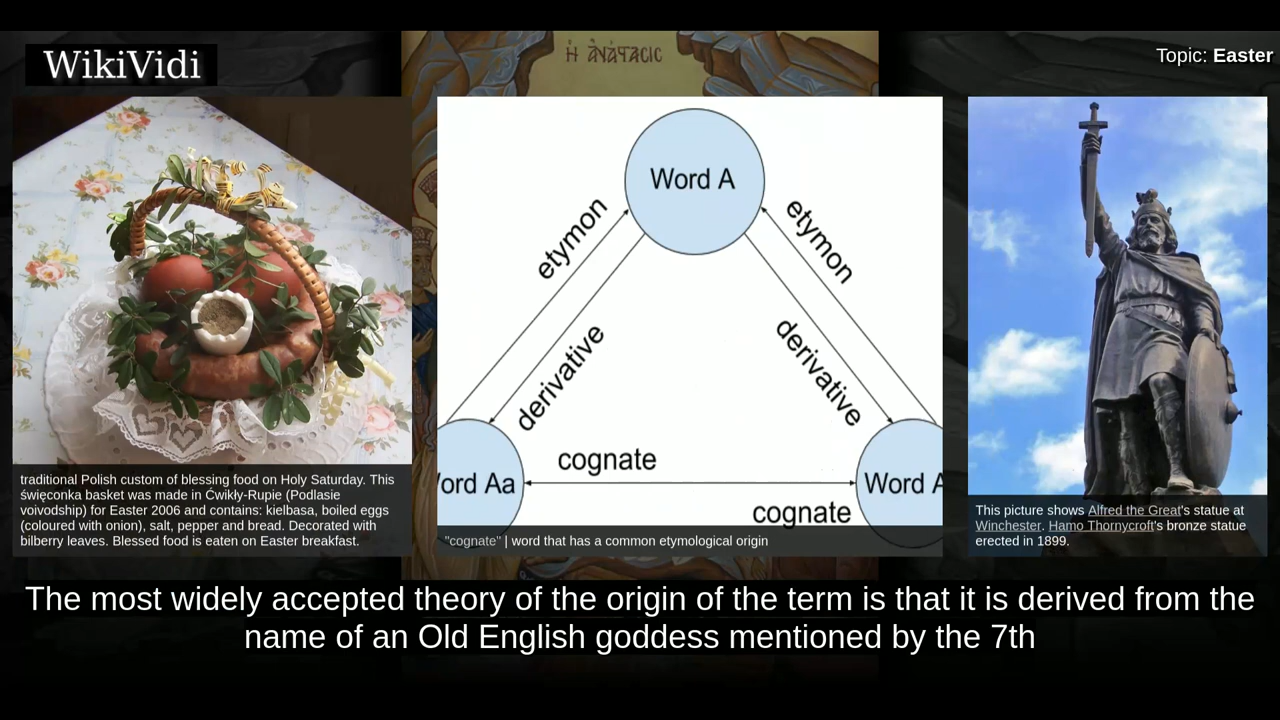 WikiVidi
Topic: Easter
Ἡ ἈΝΆΣΤΑΣΙΣ
traditional Polish custom of blessing food on Holy Saturday. This
święconka basket was made in Ćwikły-Rupie (Podlasie
voivodship) for Easter 2006 and contains: kielbasa, boiled eggs
(coloured with onion), salt, pepper and bread. Decorated with
bilberry leaves. Blessed food is eaten on Easter breakfast.
Word A
etymon
etymon
derivative
derivative
cognate
ord Aa
Word A
cognate
"cognate" | word that has a common etymological origin
This picture shows Alfred the Great's statue at
Winchester. Hamo Thornycroft's bronze statue
erected in 1899.
The most widely accepted theory of the origin of the term is that it is derived from the
name of an Old English goddess mentioned by the 7th